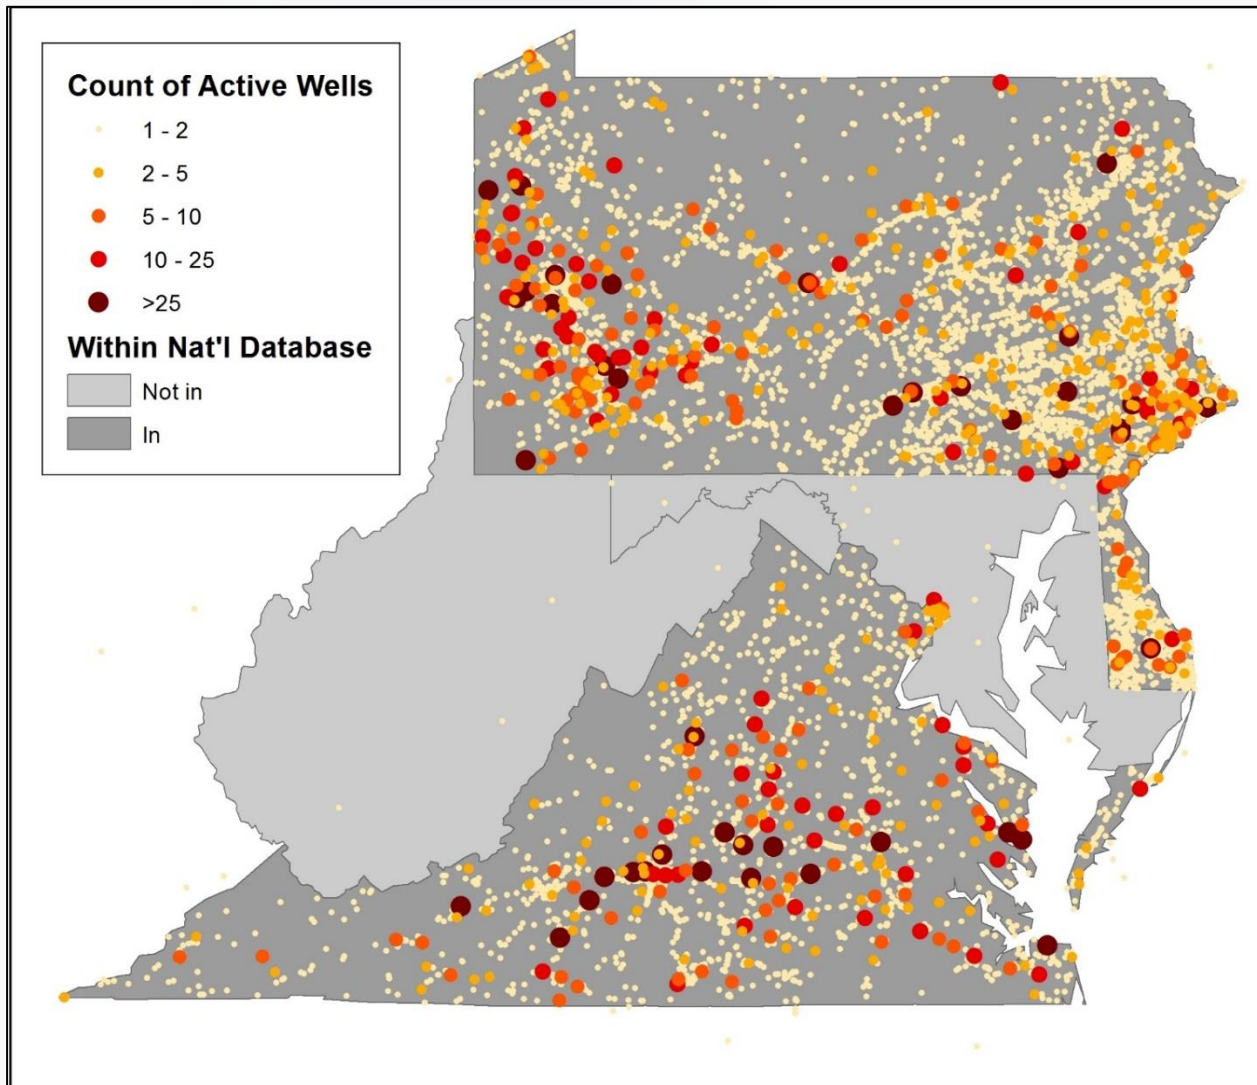 Count of Active Wells
1 - 2
2 - 5
5 - 10
10 - 25
>25
Within Nat'l Database
Not in
In